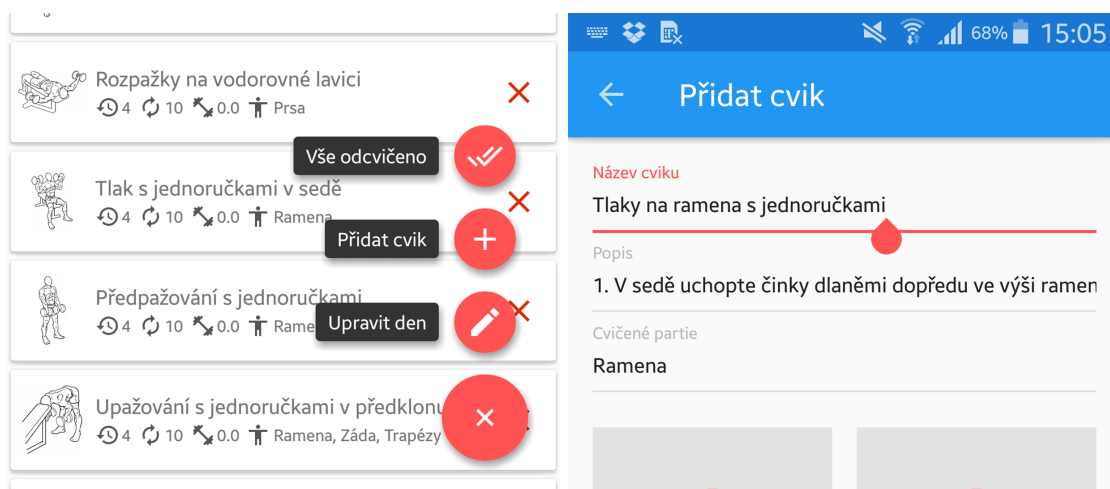 Rozpažky na vodorovné lavici
4 10 0.0 Prsa
Vše odcvičeno
Tlak s jednoručkami v sedě
4 10 0.0 Ramena
Přidat cvik
Předpažování s jednoručkami
4 10 0.0 Rame
Upravit den
Upažování s jednoručkami v předklonu
4 10 0.0 Ramena, Záda, Trapézy
68% 15:05
Přidat cvik
Název cviku
Tlaky na ramena s jednoručkami
Popis
1. V sedě uchopte činky dlaněmi dopředu ve výši ramen
Cvičené partie
Ramena